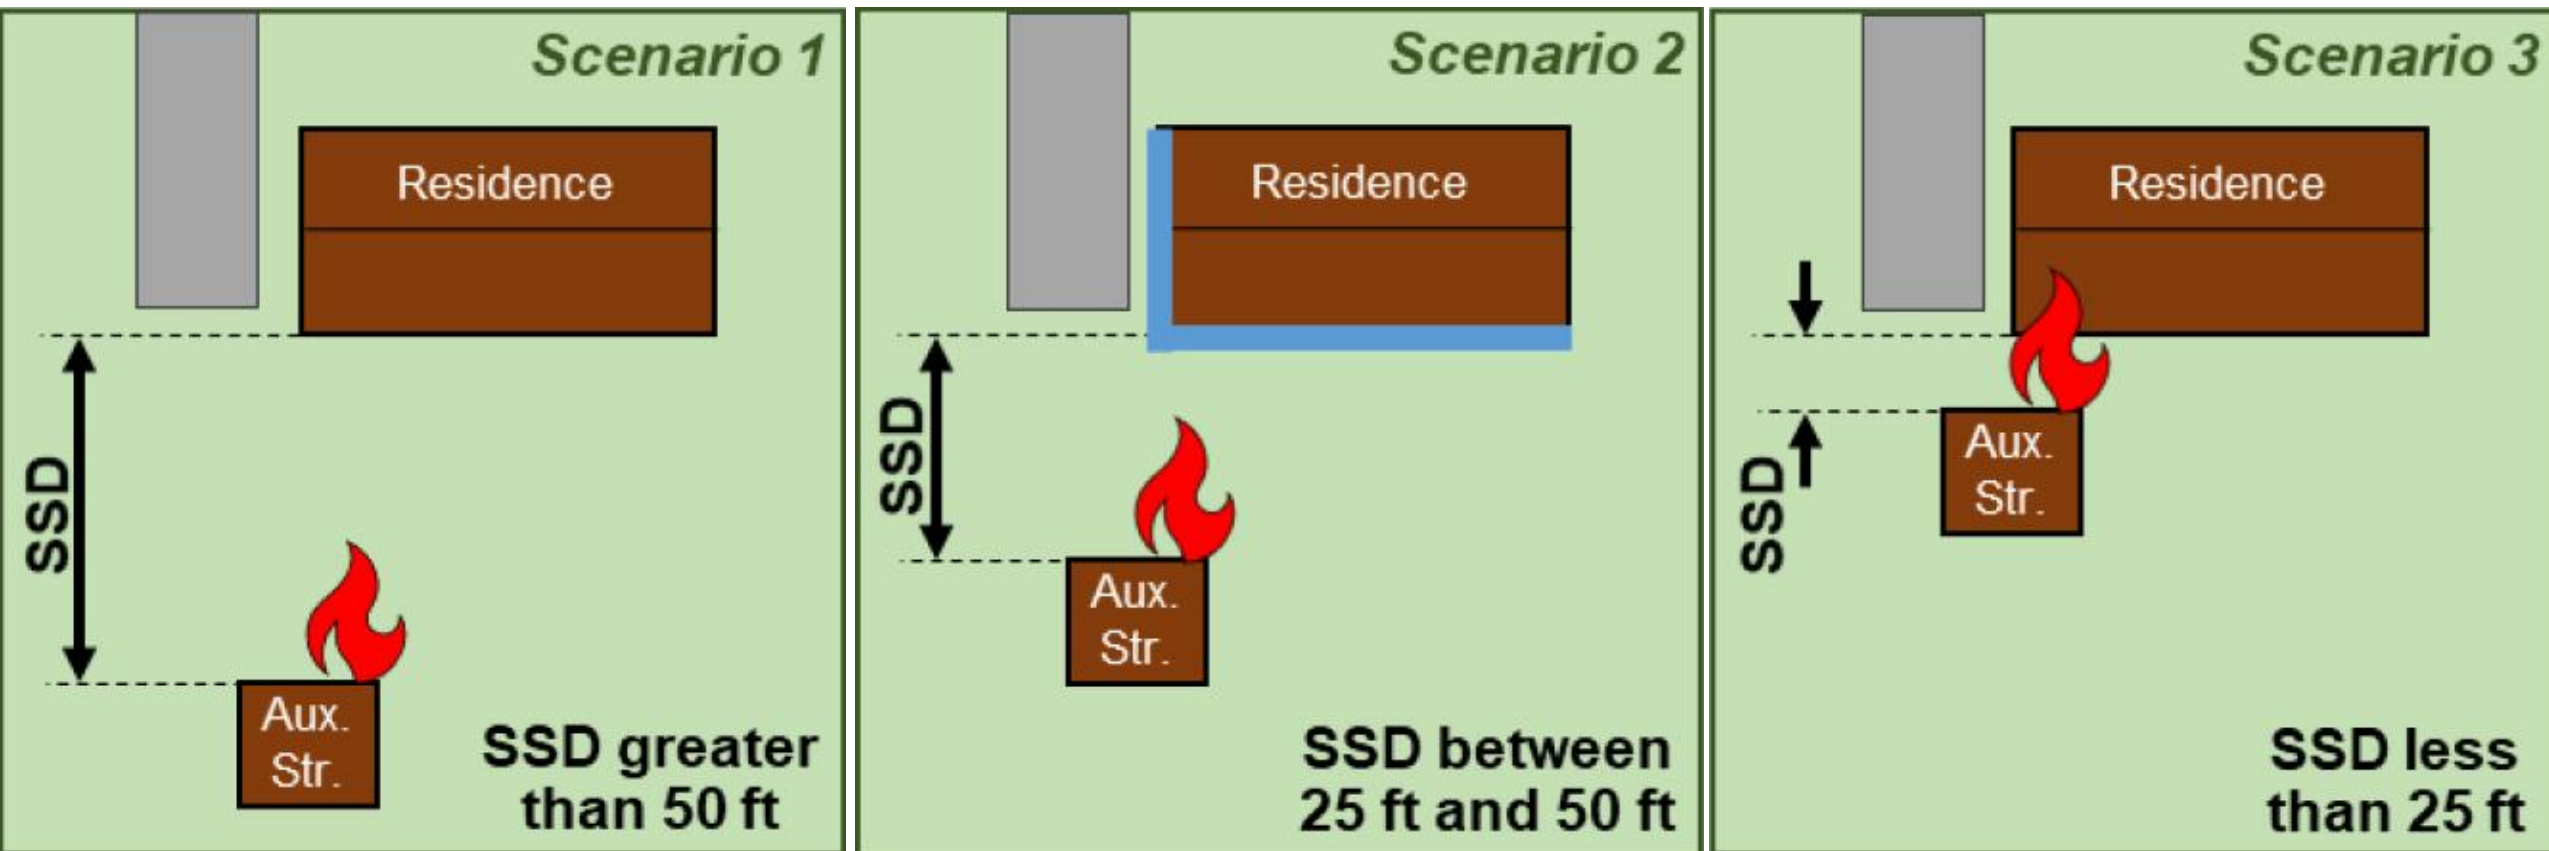 Scenario 1
Residence
SSD
Aux.
Str.
SSD greater
than 50 ft
Scenario 2
Residence
SSD
Aux.
Str.
SSD between
25 ft and 50 ft
Scenario 3
Residence
SSD
Aux.
Str.
SSD less
than 25 ft